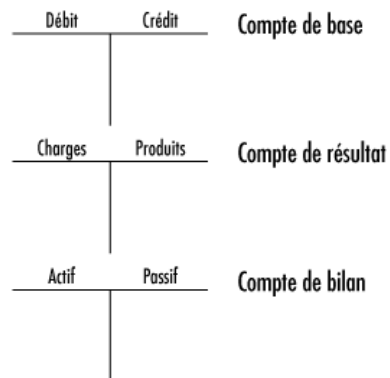 Débit Crédit Compte de base
Charges Produits Compte de résultat
Actif Passif Compte de bilan